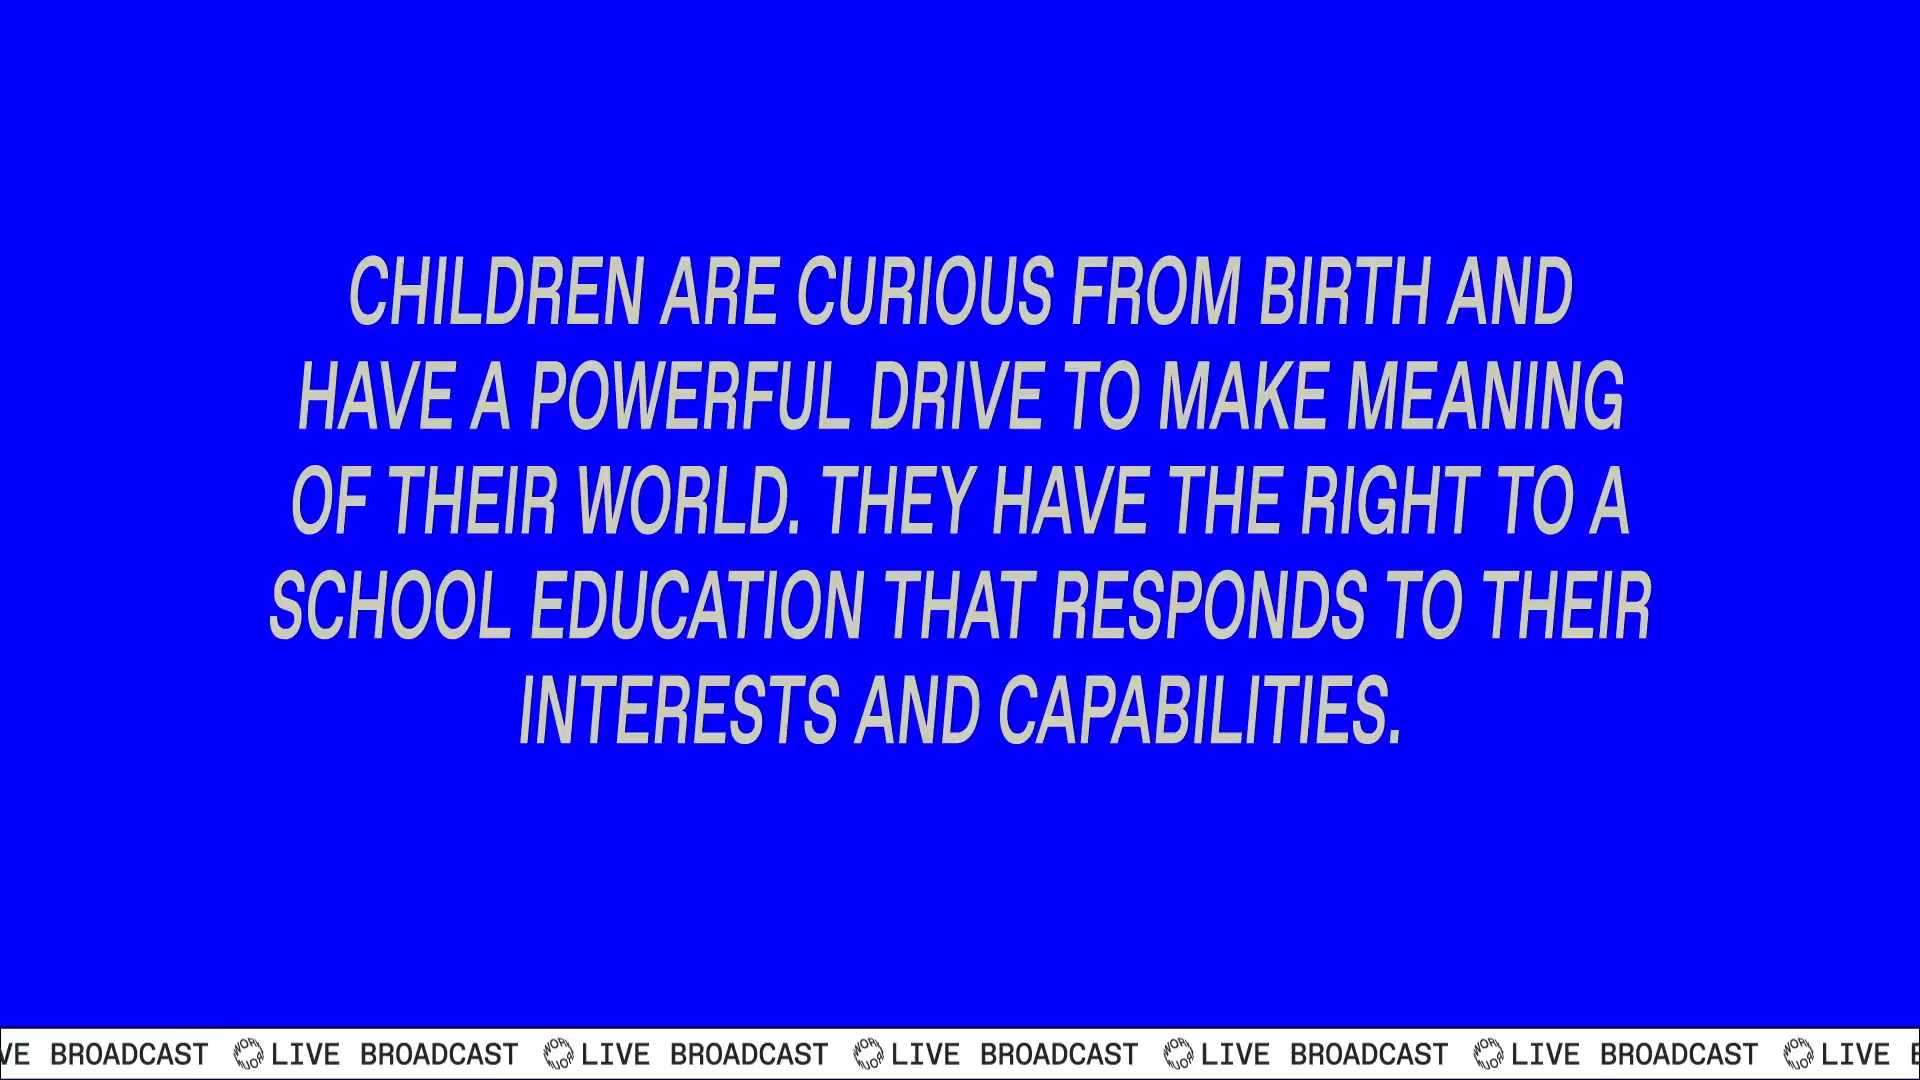 CHILDREN ARE CURIOUS FROM BIRTH AND
HAVE A POWERFUL DRIVE TO MAKE MEANING
OF THEIR WORLD. THEY HAVE THE RIGHT TO A
SCHOOL EDUCATION THAT RESPONDS TO THEIR
INTERESTS AND CAPABILITIES.
VE BROADCAST LIVE BROADCAST LIVE BROADCAST LIVE BROADCAST LIVE BROADCAST LIVE BROADCAST LIVE